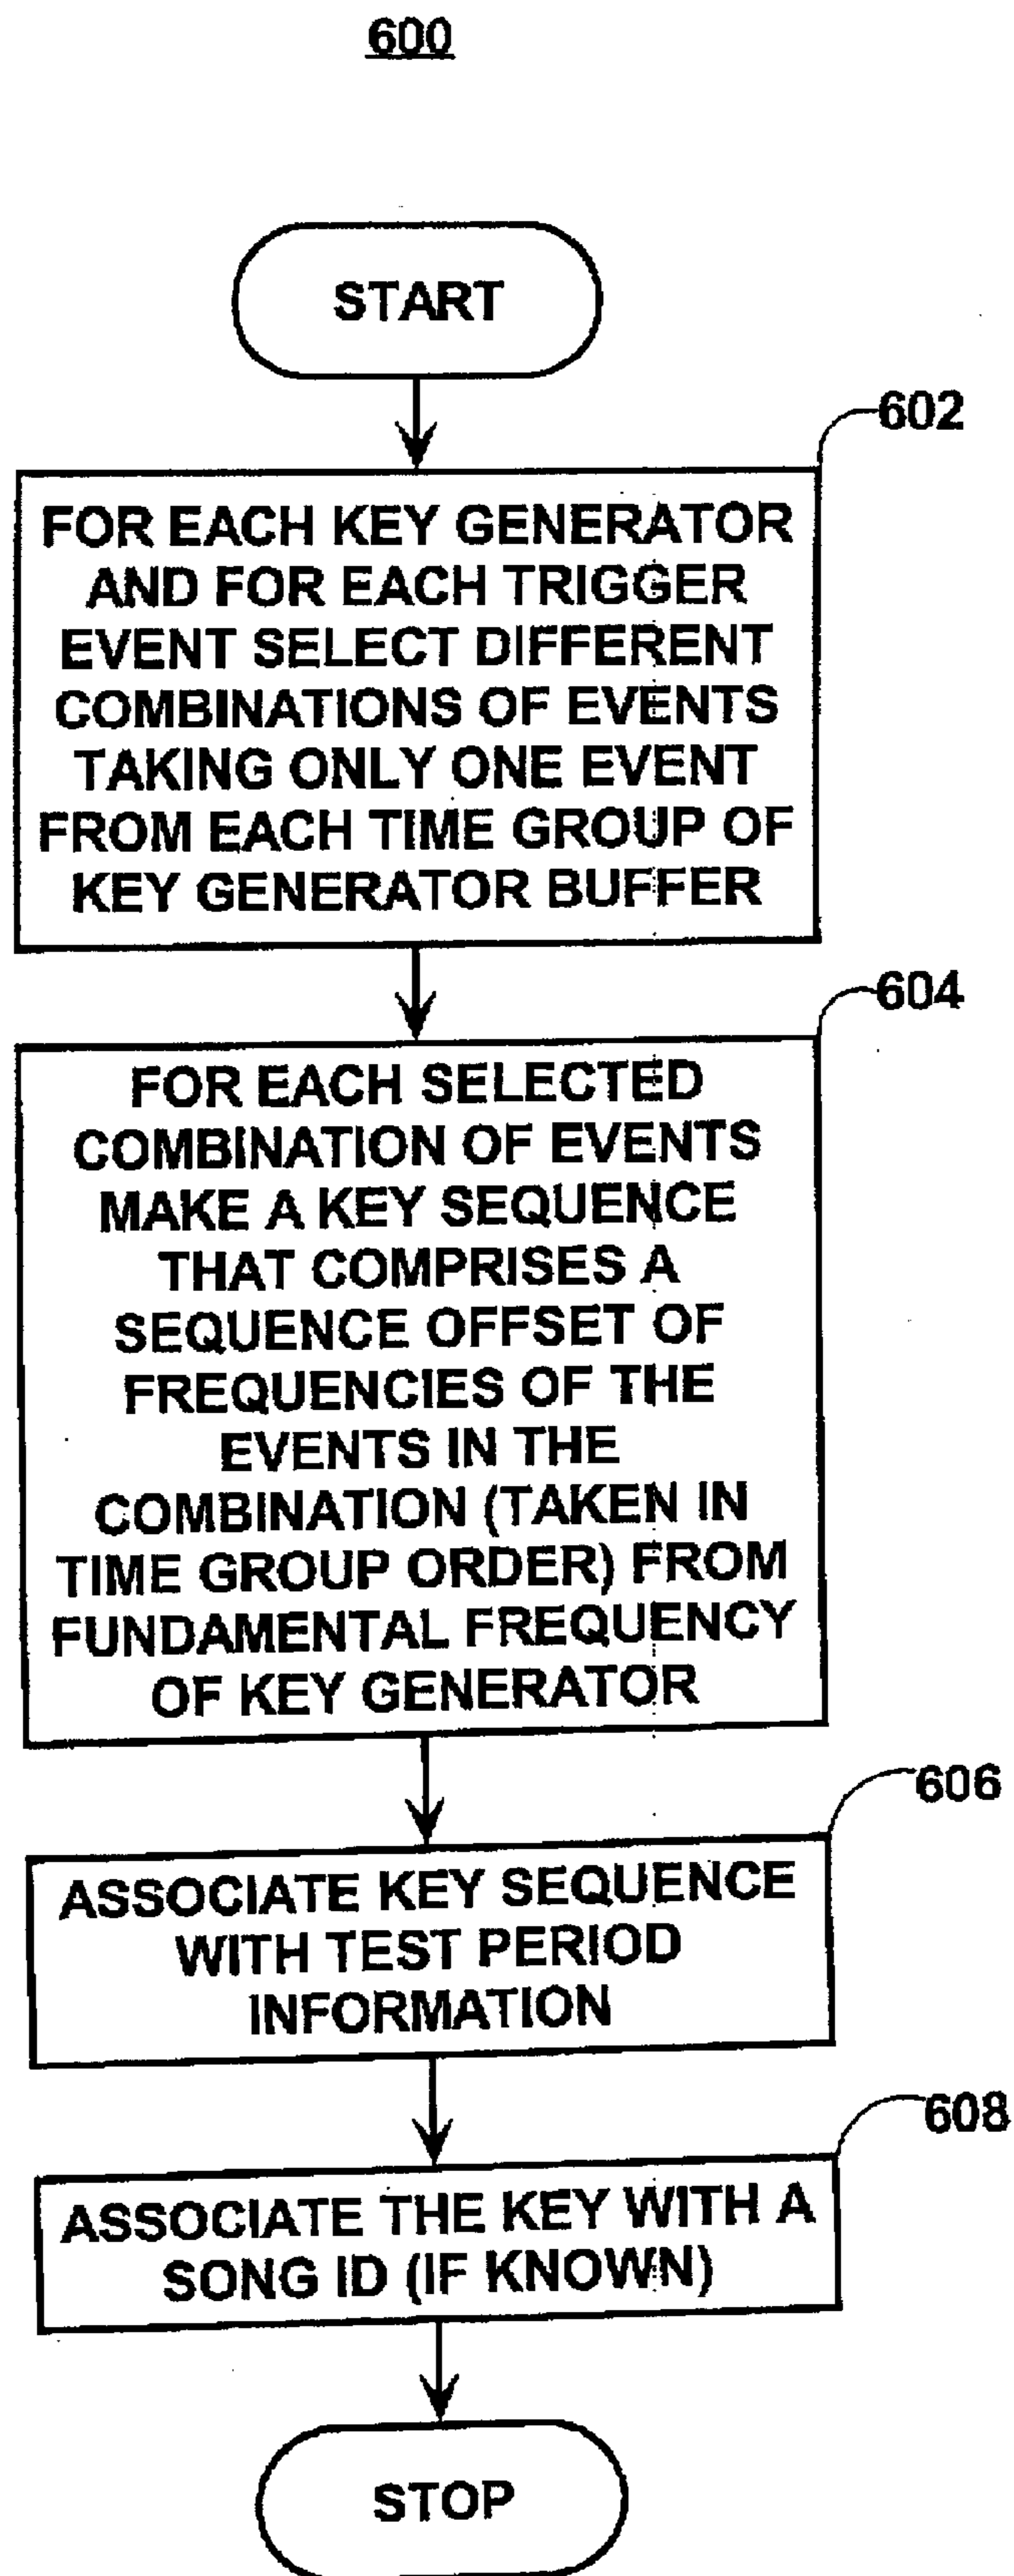 600
START
602
FOR EACH KEY GENERATOR
AND FOR EACH TRIGGER
EVENT SELECT DIFFERENT
COMBINATIONS OF EVENTS
TAKING ONLY ONE EVENT
FROM EACH TIME GROUP OF
KEY GENERATOR BUFFER
604
FOR EACH SELECTED
COMBINATION OF EVENTS
MAKE A KEY SEQUENCE
THAT COMPRISES A
SEQUENCE OFFSET OF
FREQUENCIES OF THE
EVENTS IN THE
COMBINATION (TAKEN IN
TIME GROUP ORDER) FROM
FUNDAMENTAL FREQUENCY
OF KEY GENERATOR
606
ASSOCIATE KEY SEQUENCE
WITH TEST PERIOD
INFORMATION
608
ASSOCIATE THE KEY WITH A
SONG ID (IF KNOWN)
STOP